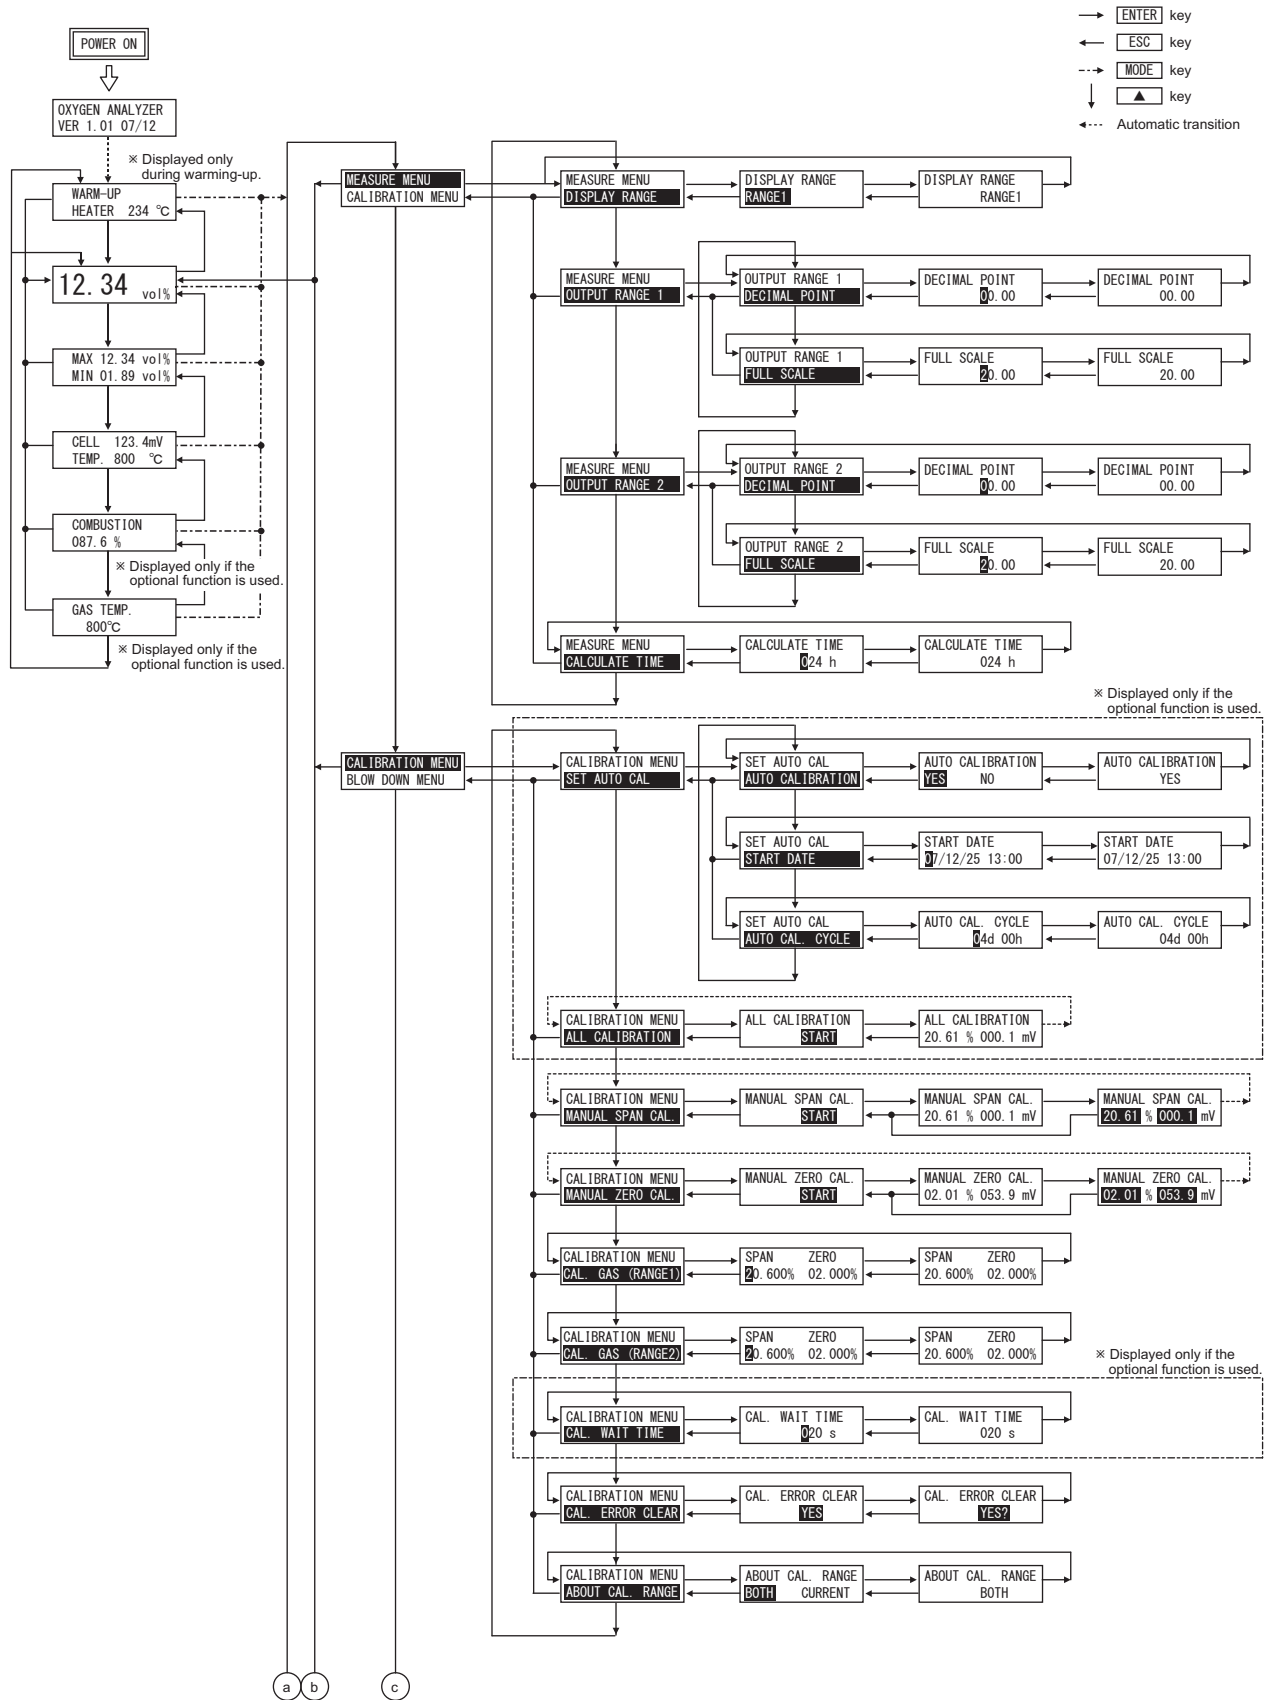 ENTER key
ESC key
MODE key
▲ key
Automatic transition
POWER ON
OXYGEN ANALYZER
VER 1.01 07/12
※ Displayed only
during warming-up.
WARM-UP
HEATER 234 ℃
12.34 vol%
MAX 12.34 vol%
MIN 01.89 vol%
CELL 123.4mV
TEMP. 800 ℃
COMBUSTION
087.6 %
※ Displayed only if the
optional function is used.
GAS TEMP.
800℃
※ Displayed only if the
optional function is used.
MEASURE MENU
CALIBRATION MENU
MEASURE MENU
DISPLAY RANGE
DISPLAY RANGE
RANGE1
DISPLAY RANGE
RANGE1
MEASURE MENU
OUTPUT RANGE 1
OUTPUT RANGE 1
DECIMAL POINT
DECIMAL POINT
00.00
DECIMAL POINT
00.00
OUTPUT RANGE 1
FULL SCALE
FULL SCALE
20.00
FULL SCALE
20.00
MEASURE MENU
OUTPUT RANGE 2
OUTPUT RANGE 2
DECIMAL POINT
DECIMAL POINT
00.00
DECIMAL POINT
00.00
OUTPUT RANGE 2
FULL SCALE
FULL SCALE
20.00
FULL SCALE
20.00
MEASURE MENU
CALCULATE TIME
CALCULATE TIME
024 h
CALCULATE TIME
024 h
※ Displayed only if the
optional function is used.
CALIBRATION MENU
BLOW DOWN MENU
CALIBRATION MENU
SET AUTO CAL
SET AUTO CAL
AUTO CALIBRATION
AUTO CALIBRATION
YES NO
AUTO CALIBRATION
YES
SET AUTO CAL
START DATE
START DATE
07/12/25 13:00
START DATE
07/12/25 13:00
SET AUTO CAL
AUTO CAL. CYCLE
AUTO CAL. CYCLE
04d 00h
AUTO CAL. CYCLE
04d 00h
CALIBRATION MENU
ALL CALIBRATION
ALL CALIBRATION
START
ALL CALIBRATION
20.61 % 000.1 mV
CALIBRATION MENU
MANUAL SPAN CAL.
MANUAL SPAN CAL.
START
MANUAL SPAN CAL.
20.61 % 000.1 mV
MANUAL SPAN CAL.
20.61 % 000.1 mV
CALIBRATION MENU
MANUAL ZERO CAL.
MANUAL ZERO CAL.
START
MANUAL ZERO CAL.
02.01 % 053.9 mV
MANUAL ZERO CAL.
02.01 % 053.9 mV
CALIBRATION MENU
CAL. GAS (RANGE1)
SPAN ZERO
20.600% 02.000%
SPAN ZERO
20.600% 02.000%
CALIBRATION MENU
CAL. GAS (RANGE2)
SPAN ZERO
20.600% 02.000%
SPAN ZERO
20.600% 02.000%
※ Displayed only if the
optional function is used.
CALIBRATION MENU
CAL. WAIT TIME
CAL. WAIT TIME
020 s
CAL. WAIT TIME
020 s
CALIBRATION MENU
CAL. ERROR CLEAR
CAL. ERROR CLEAR
YES
CAL. ERROR CLEAR
YES?
CALIBRATION MENU
ABOUT CAL. RANGE
ABOUT CAL. RANGE
BOTH CURRENT
ABOUT CAL. RANGE
BOTH
a b c